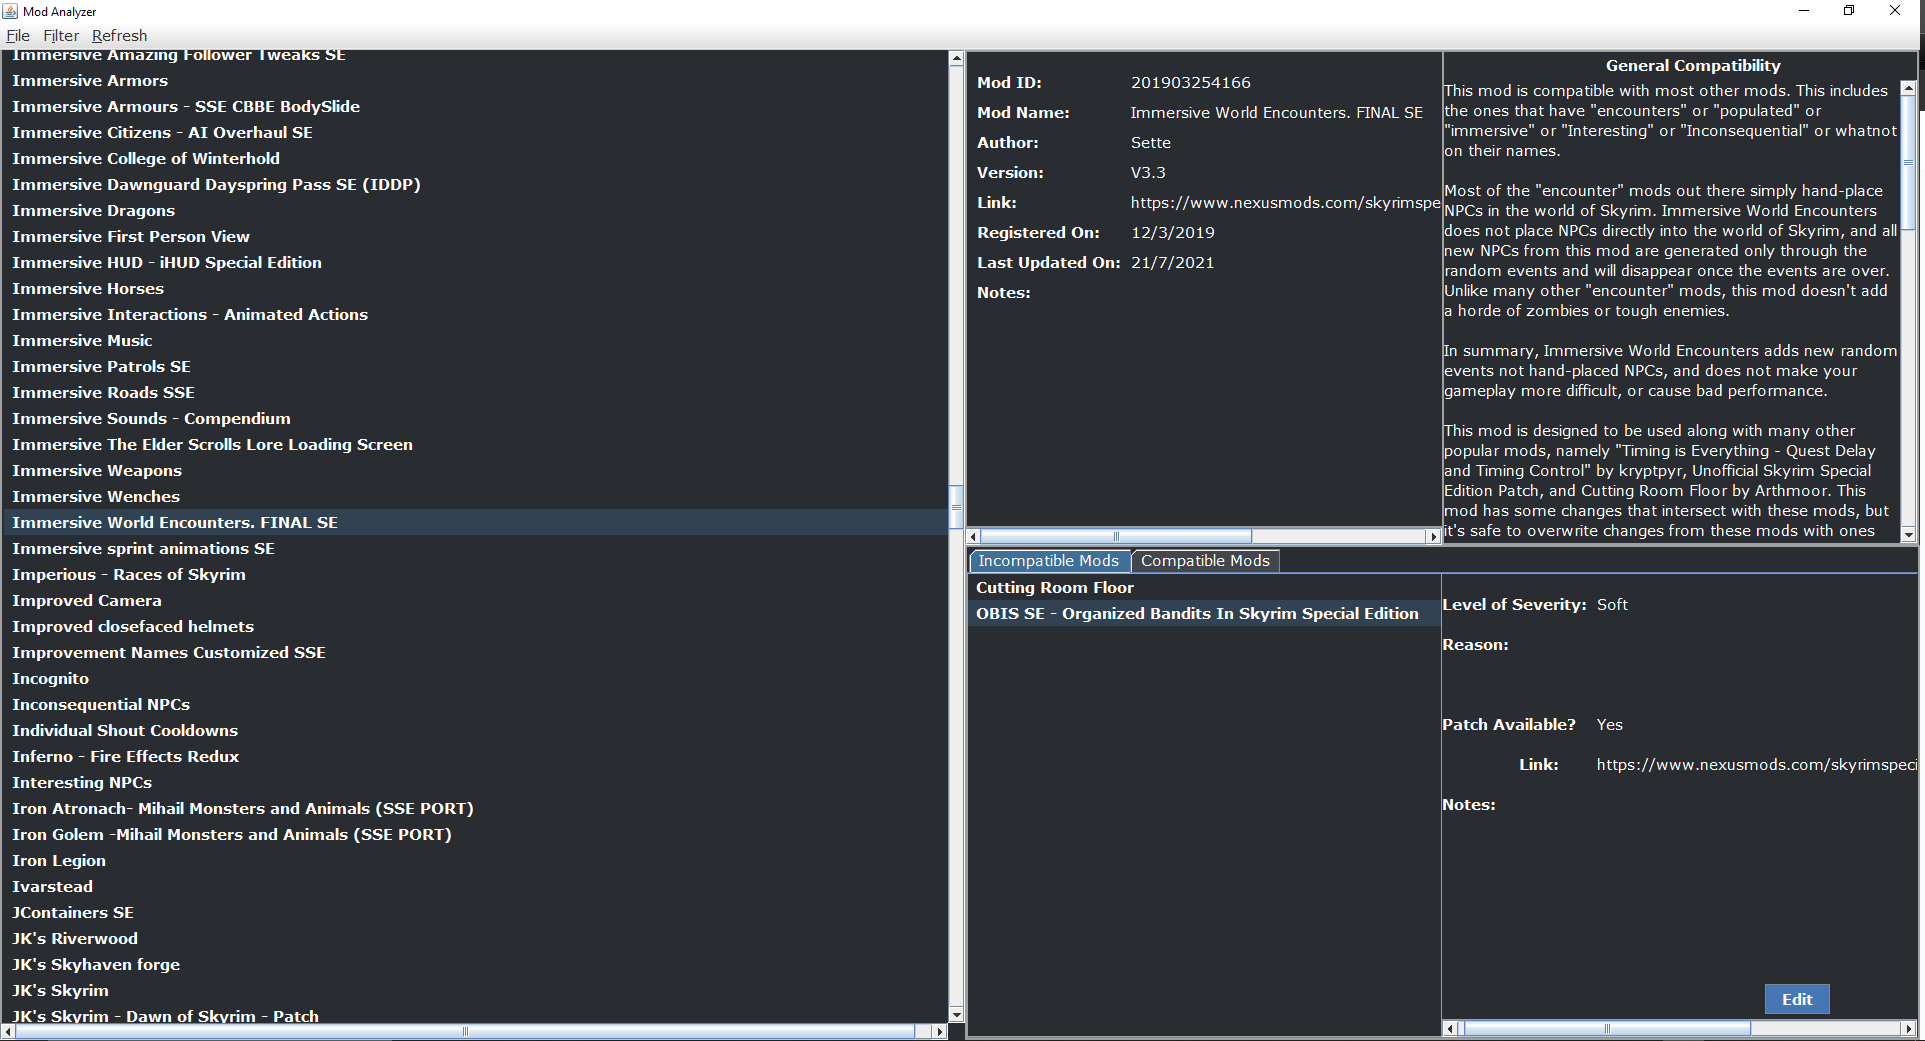 Mod Analyzer
File Filter Refresh
Immersive Amazing Follower Tweaks SE
Immersive Armors
Immersive Armours - SSE CBBE BodySlide
Immersive Citizens - AI Overhaul SE
Immersive College of Winterhold
Immersive Dawnguard Dayspring Pass SE (IDDP)
Immersive Dragons
Immersive First Person View
Immersive HUD - iHUD Special Edition
Immersive Horses
Immersive Interactions - Animated Actions
Immersive Music
Immersive Patrols SE
Immersive Roads SSE
Immersive Sounds - Compendium
Immersive The Elder Scrolls Lore Loading Screen
Immersive Weapons
Immersive Wenches
Immersive World Encounters. FINAL SE
Immersive sprint animations SE
Imperious - Races of Skyrim
Improved Camera
Improved closefaced helmets
Improvement Names Customized SSE
Incognito
Inconsequential NPCs
Individual Shout Cooldowns
Inferno - Fire Effects Redux
Interesting NPCs
Iron Atronach- Mihail Monsters and Animals (SSE PORT)
Iron Golem -Mihail Monsters and Animals (SSE PORT)
Iron Legion
Ivarstead
JContainers SE
JK's Riverwood
JK's Skyhaven forge
JK's Skyrim
JK's Skyrim - Dawn of Skyrim - Patch
Mod ID: 201903254166
Mod Name: Immersive World Encounters. FINAL SE
Author: Sette
Version: V3.3
Link: https://www.nexusmods.com/skyrimspe
Registered On: 12/3/2019
Last Updated On: 21/7/2021
Notes:
General Compatibility
This mod is compatible with most other mods. This includes
the ones that have "encounters" or "populated" or
"immersive" or "Interesting" or "Inconsequential" or whatnot
on their names.
Most of the "encounter" mods out there simply hand-place
NPCs in the world of Skyrim. Immersive World Encounters
does not place NPCs directly into the world of Skyrim, and all
new NPCs from this mod are generated only through the
random events and will disappear once the events are over.
Unlike many other "encounter" mods, this mod doesn't add
a horde of zombies or tough enemies.
In summary, Immersive World Encounters adds new random
events not hand-placed NPCs, and does not make your
gameplay more difficult, or cause bad performance.
This mod is designed to be used along with many other
popular mods, namely "Timing is Everything - Quest Delay
and Timing Control" by kryptpyr, Unofficial Skyrim Special
Edition Patch, and Cutting Room Floor by Arthmoor. This
mod has some changes that intersect with these mods, but
it's safe to overwrite changes from these mods with ones
Incompatible Mods Compatible Mods
Cutting Room Floor
OBIS SE - Organized Bandits In Skyrim Special Edition
Level of Severity: Soft
Reason:
Patch Available? Yes
Link: https://www.nexusmods.com/skyrimspeci
Notes:
Edit